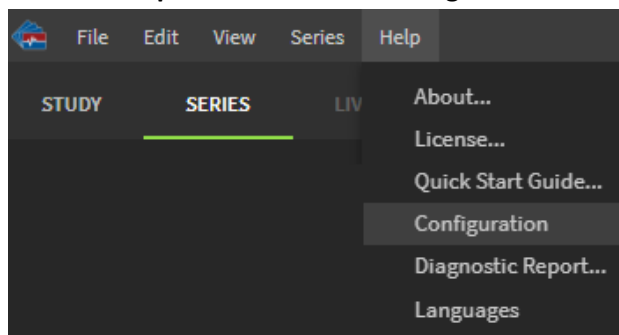 File Edit View Series Help
STUDY SERIES LIV
About...
License...
Quick Start Guide...
Configuration
Diagnostic Report...
Languages